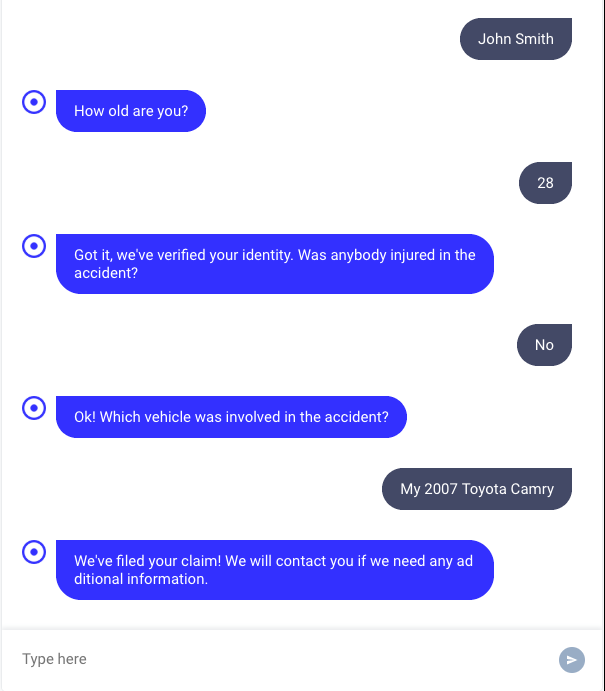 John Smith
How old are you?
28
Got it, we've verified your identity. Was anybody injured in the
accident?
No
Ok! Which vehicle was involved in the accident?
My 2007 Toyota Camry
We've filed your claim! We will contact you if we need any ad
ditional information.
Type here